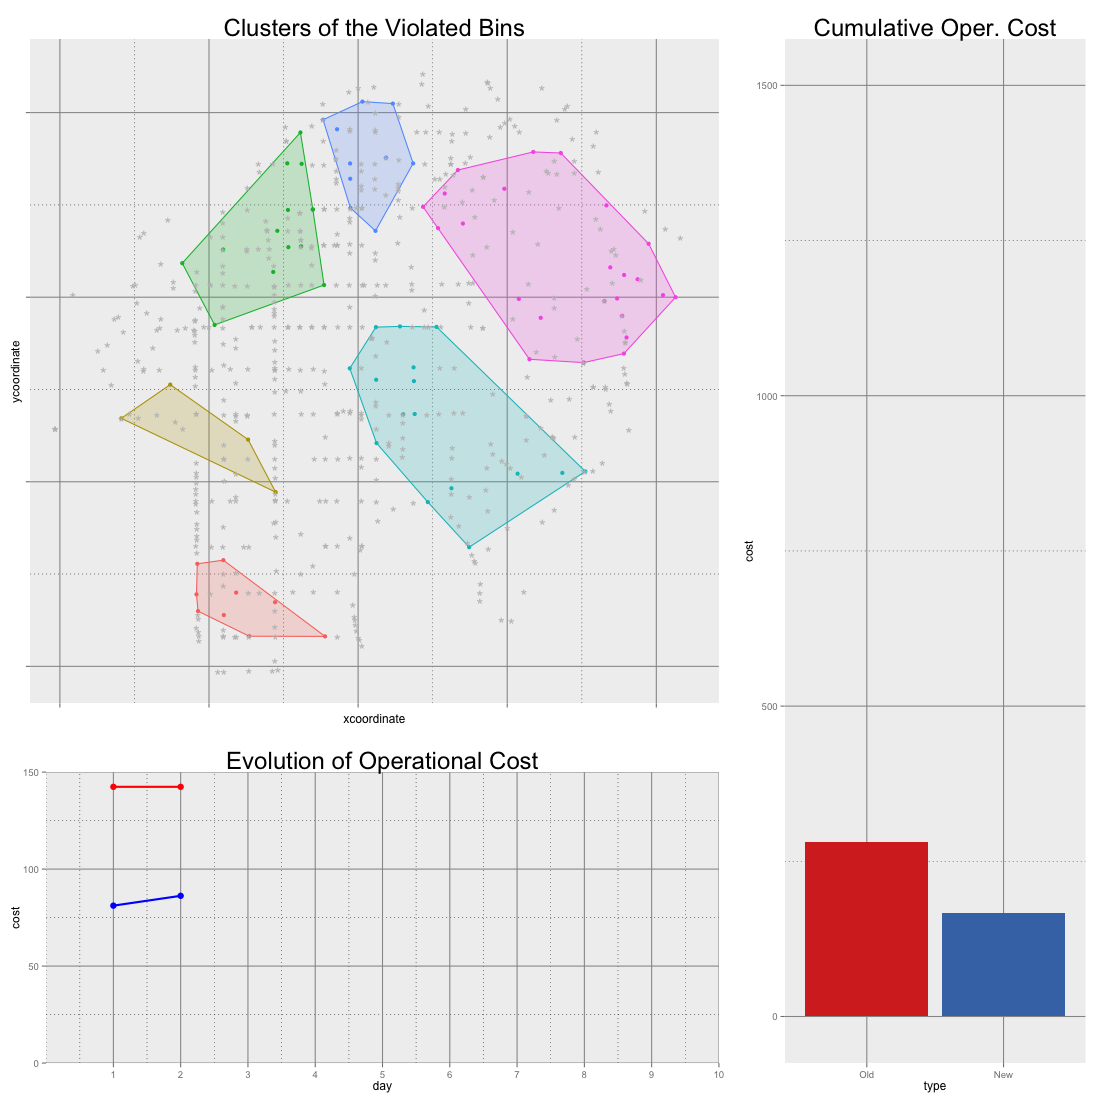 Clusters of the Violated Bins
ycoordinate
xcoordinate
Cumulative Oper. Cost
1500
1000
500
0
cost
Old New
type
Evolution of Operational Cost
150
100
50
0
cost
1 2 3 4 5 6 7 8 9 10
day